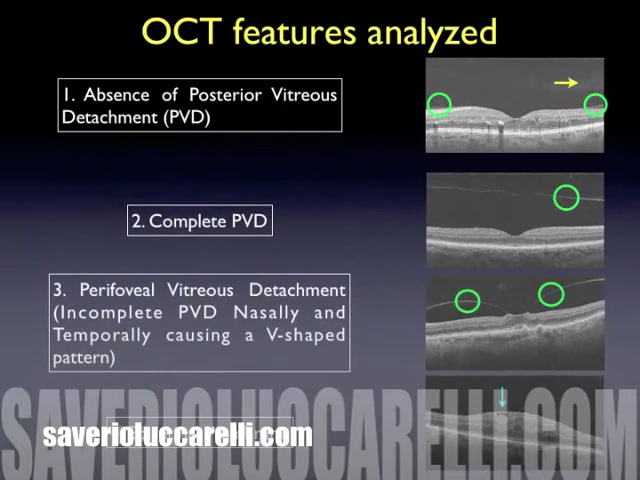 OCT features analyzed
1. Absence of Posterior Vitreous
Detachment (PVD)
2. Complete PVD
3. Perifoveal Vitreous Detachment
(Incomplete PVD Nasally and
Temporally causing a V-shaped
pattern)
SAVERIOLUCCARELLI.COM
saverioluccarelli.com